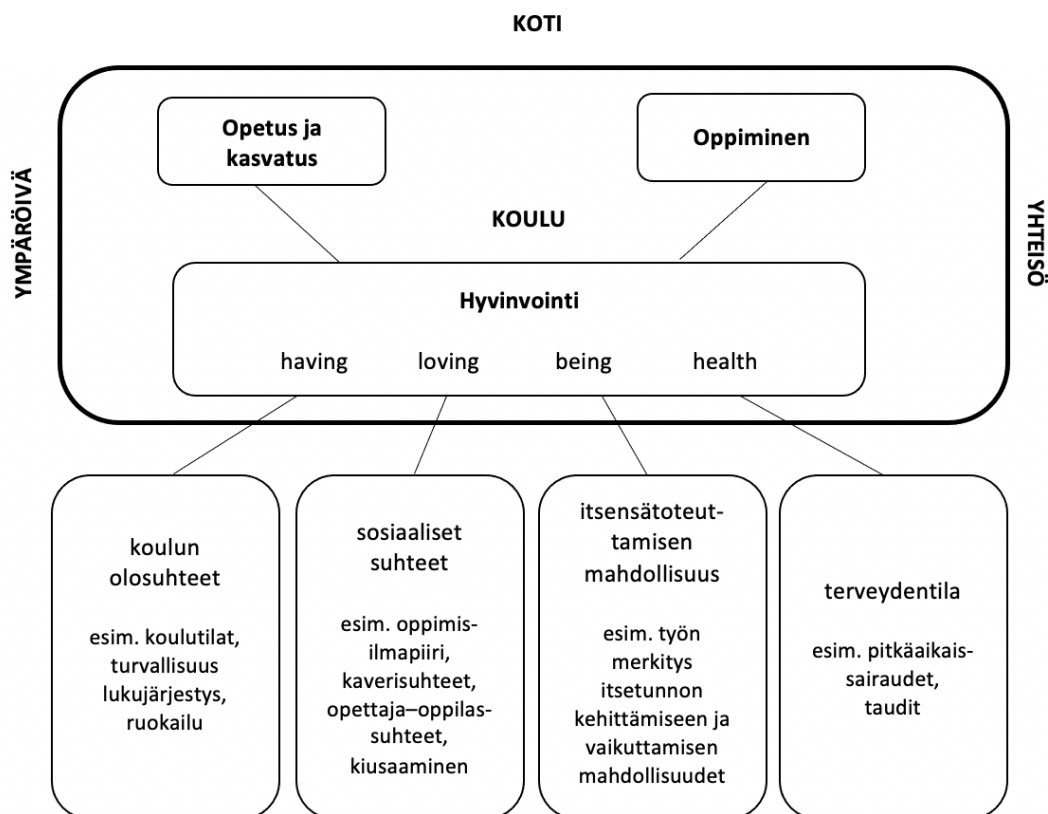 KOTI
YMPÄRÖIVÄ
YHTEISÖ
Opetus ja
kasvatus
Oppiminen
KOULU
Hyvinvointi
having loving being health
koulun
olosuhteet
esim. koulutilat,
turvallisuus
lukujärjestys,
ruokailu
sosiaaliset
suhteet
esim. oppimis-
ilmapiiri,
kaverisuhteet,
opettaja–oppilas-
suhteet,
kiusaaminen
itsensätoteut-
tamisen
mahdollisuus
esim. työn
merkitys
itsetunnon
kehittämiseen ja
vaikuttamisen
mahdollisuudet
terveydentila
esim. pitkäaikais-
sairaudet,
taudit